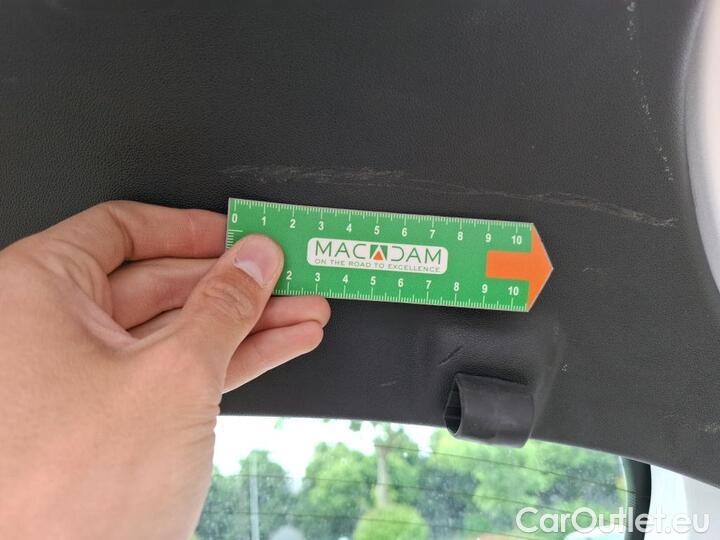 0 1 2 3 4 5 6 7 8 9 10
MACADAM
ON THE ROAD TO EXCELLENCE
2 3 4 5 6 7 8 9 10
CarOutlet.eu